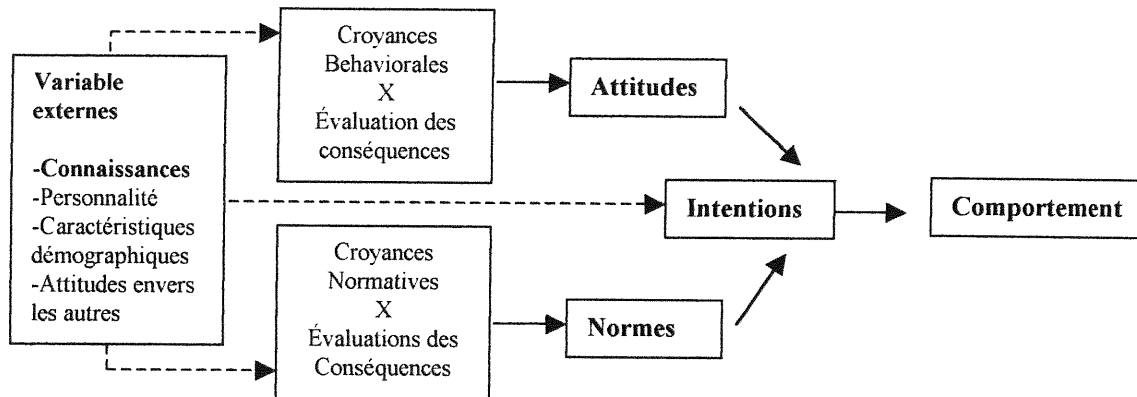 Variable
externes
-Connaissances
-Personnalité
-Caractéristiques
démographiques
-Attitudes envers
les autres
Croyances
Behaviorales
X
Évaluation des
conséquences
Attitudes
Croyances
Normatives
X
Évaluations des
Conséquences
Normes
Intentions
Comportement